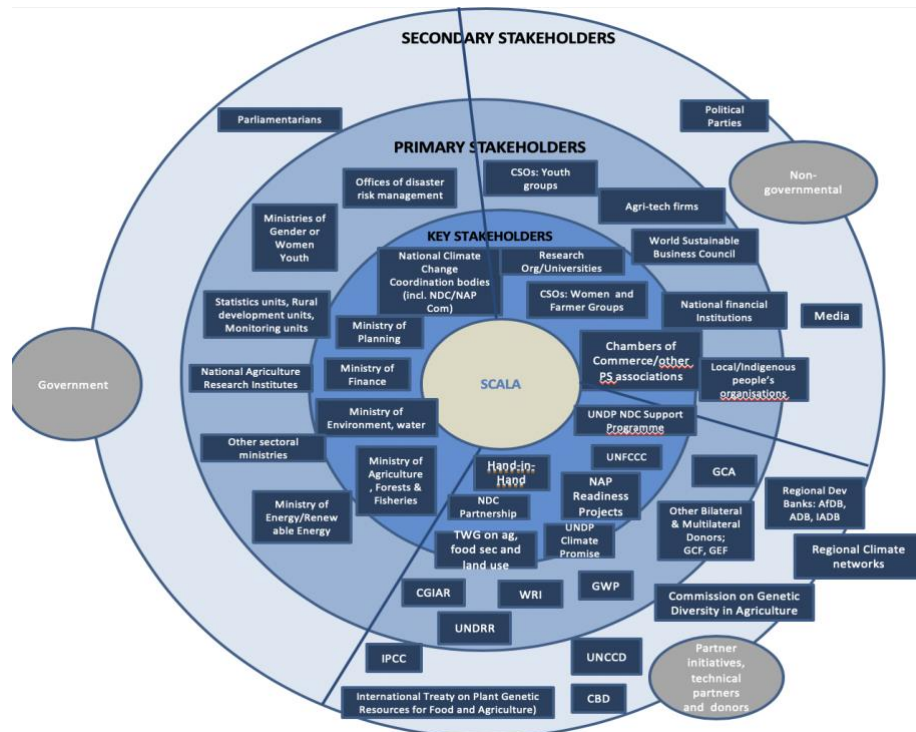 SECONDARY STAKEHOLDERS
Parliamentarians
Political
Parties
PRIMARY STAKEHOLDERS
Non-
governmental
Offices of disaster
risk management
CSOs: Youth
groups
Agri-tech firms
Ministries of
Gender or
Women
Youth
KEY STAKEHOLDERS
World Sustainable
Business Council
National Climate
Change
Coordination bodies
(incl. NDC/NAP
Com)
Research
Org/Universities
CSOs: Women and
Farmer Groups
Statistics units, Rural
development units,
Monitoring units
National financial
Institutions
Media
Ministry of
Planning
Chambers of
Commerce/other
PS associations
Government
National Agriculture
Research Institutes
Ministry of
Finance
SCALA
Local/Indigenous
people's
organisations
Ministry of
Environment, water
UNDP NDC Support
Programme
Other sectoral
ministries
Ministry of
Agriculture
, Forests &
Fisheries
Hand-in-
Hand
UNFCCC
GCA
NAP
Readiness
Projects
NDC
Partnership
Regional Dev
Banks: AfDB,
ADB, IADB
Ministry of
Energy/Renew
able Energy
Other Bilateral
& Multilateral
Donors;
GCF, GEF
TWG on ag,
food sec and
land use
UNDP
Climate
Promise
Regional Climate
networks
CGIAR
WRI
GWP
Commission on Genetic
Diversity in Agriculture
UNDRR
IPCC
UNCCD
Partner
initiatives,
technical
partners
and donors
International Treaty on Plant Genetic
Resources for Food and Agriculture)
CBD